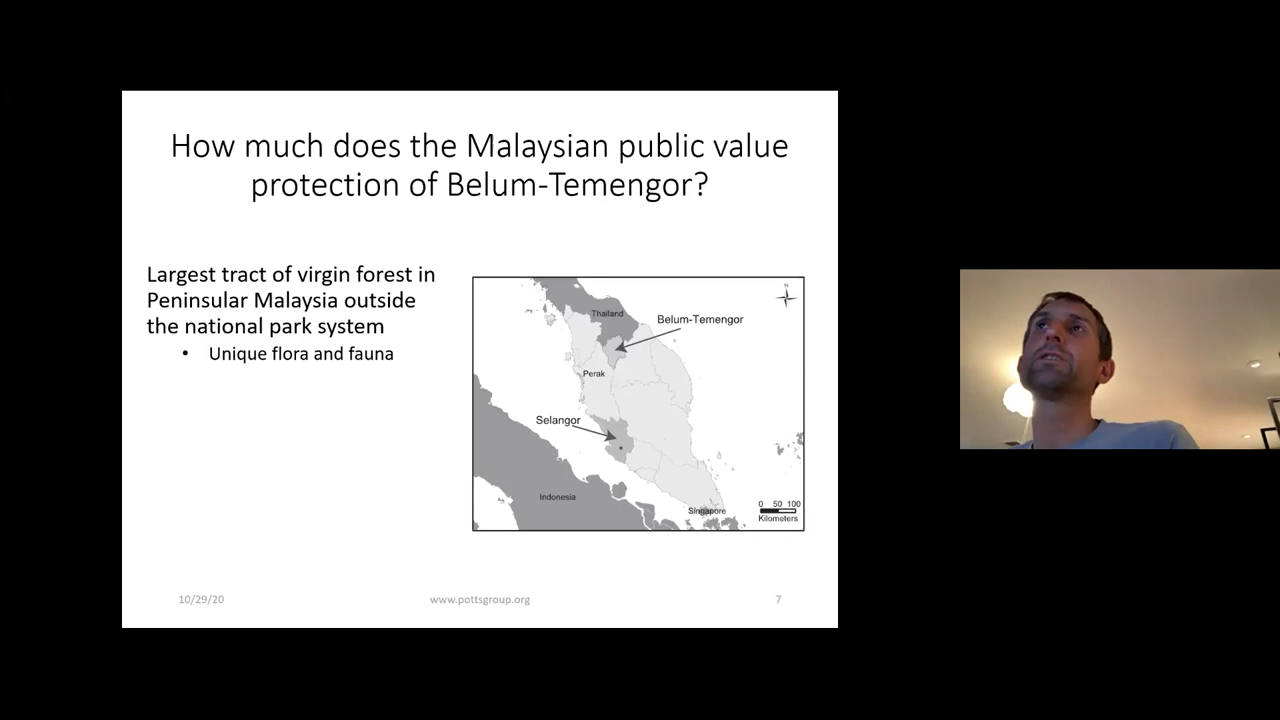 How much does the Malaysian public value
protection of Belum-Temengor?
Largest tract of virgin forest in
Peninsular Malaysia outside
the national park system
• Unique flora and fauna
N
Thailand
Belum-Temengor
Perak
Selangor
Indonesia
Singapore
0 50 100
Kilometers
10/29/20
www.pottsgroup.org
7